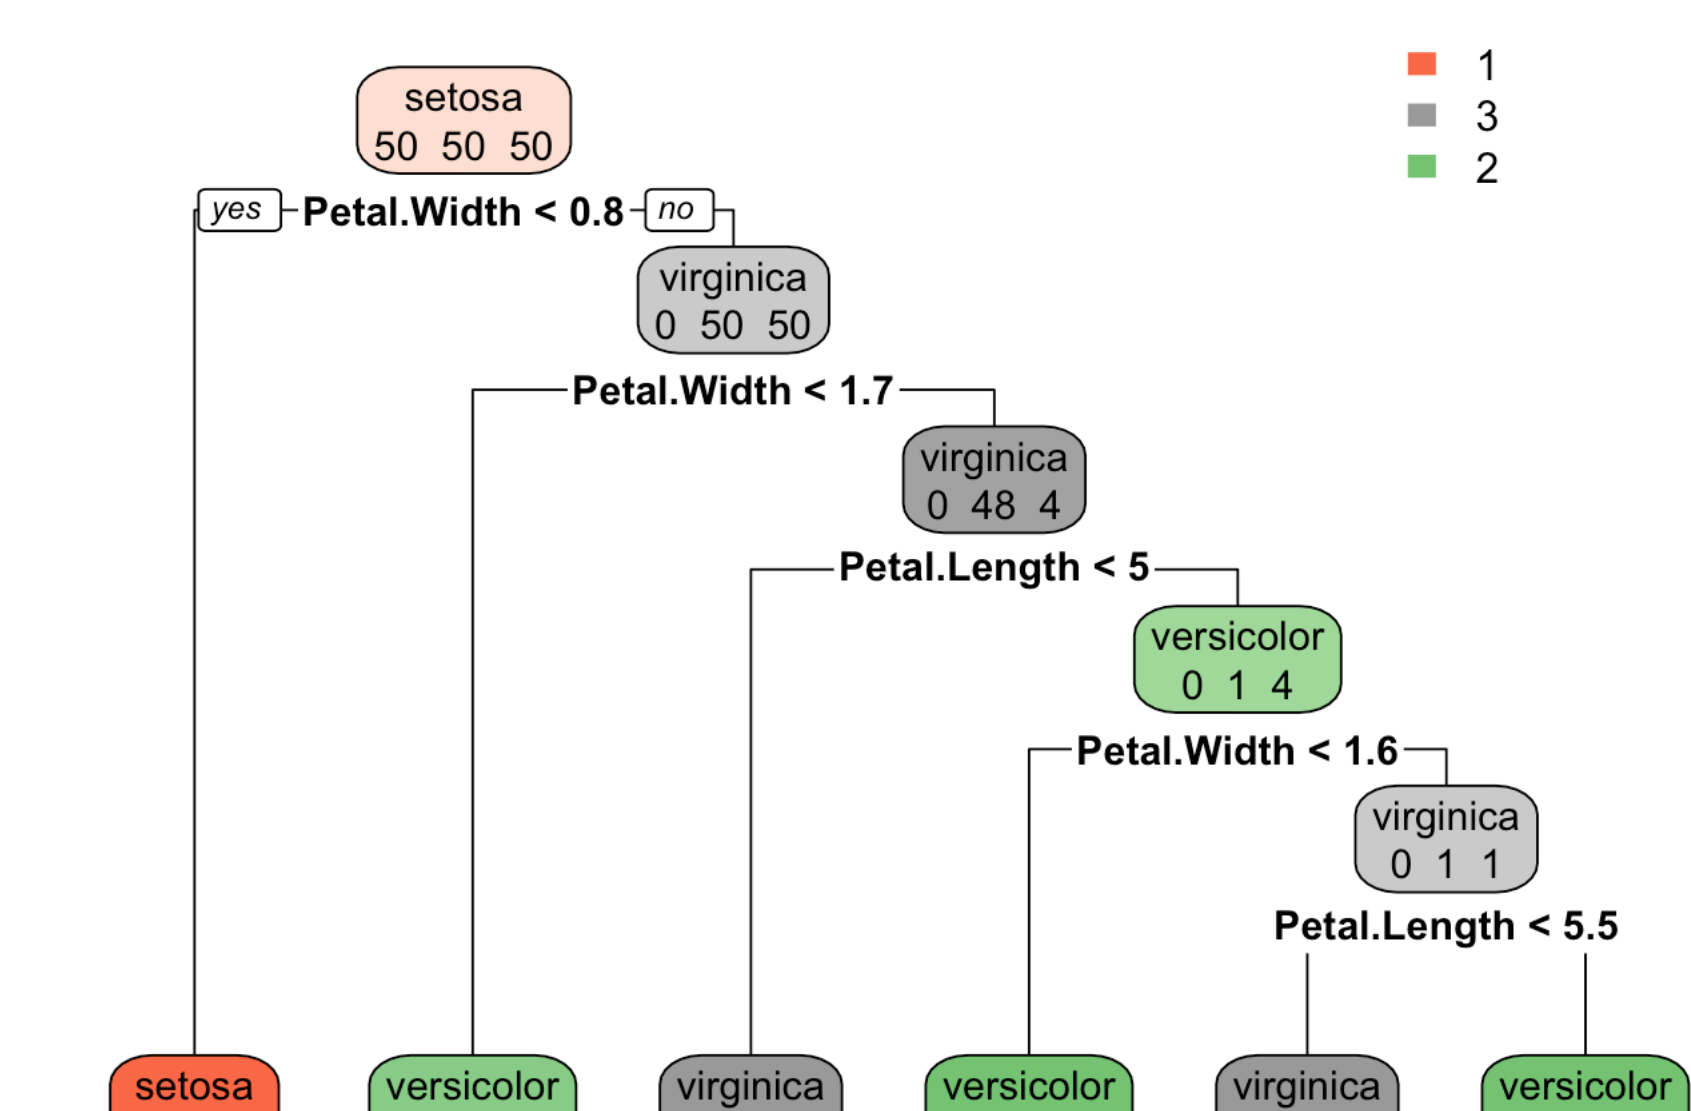 1
3
2
setosa
50 50 50
yes Petal.Width < 0.8 no
virginica
0 50 50
Petal.Width < 1.7
virginica
0 48 4
Petal.Length < 5
versicolor
0 1 4
Petal.Width < 1.6
virginica
0 1 1
Petal.Length < 5.5
setosa versicolor virginica versicolor virginica versicolor